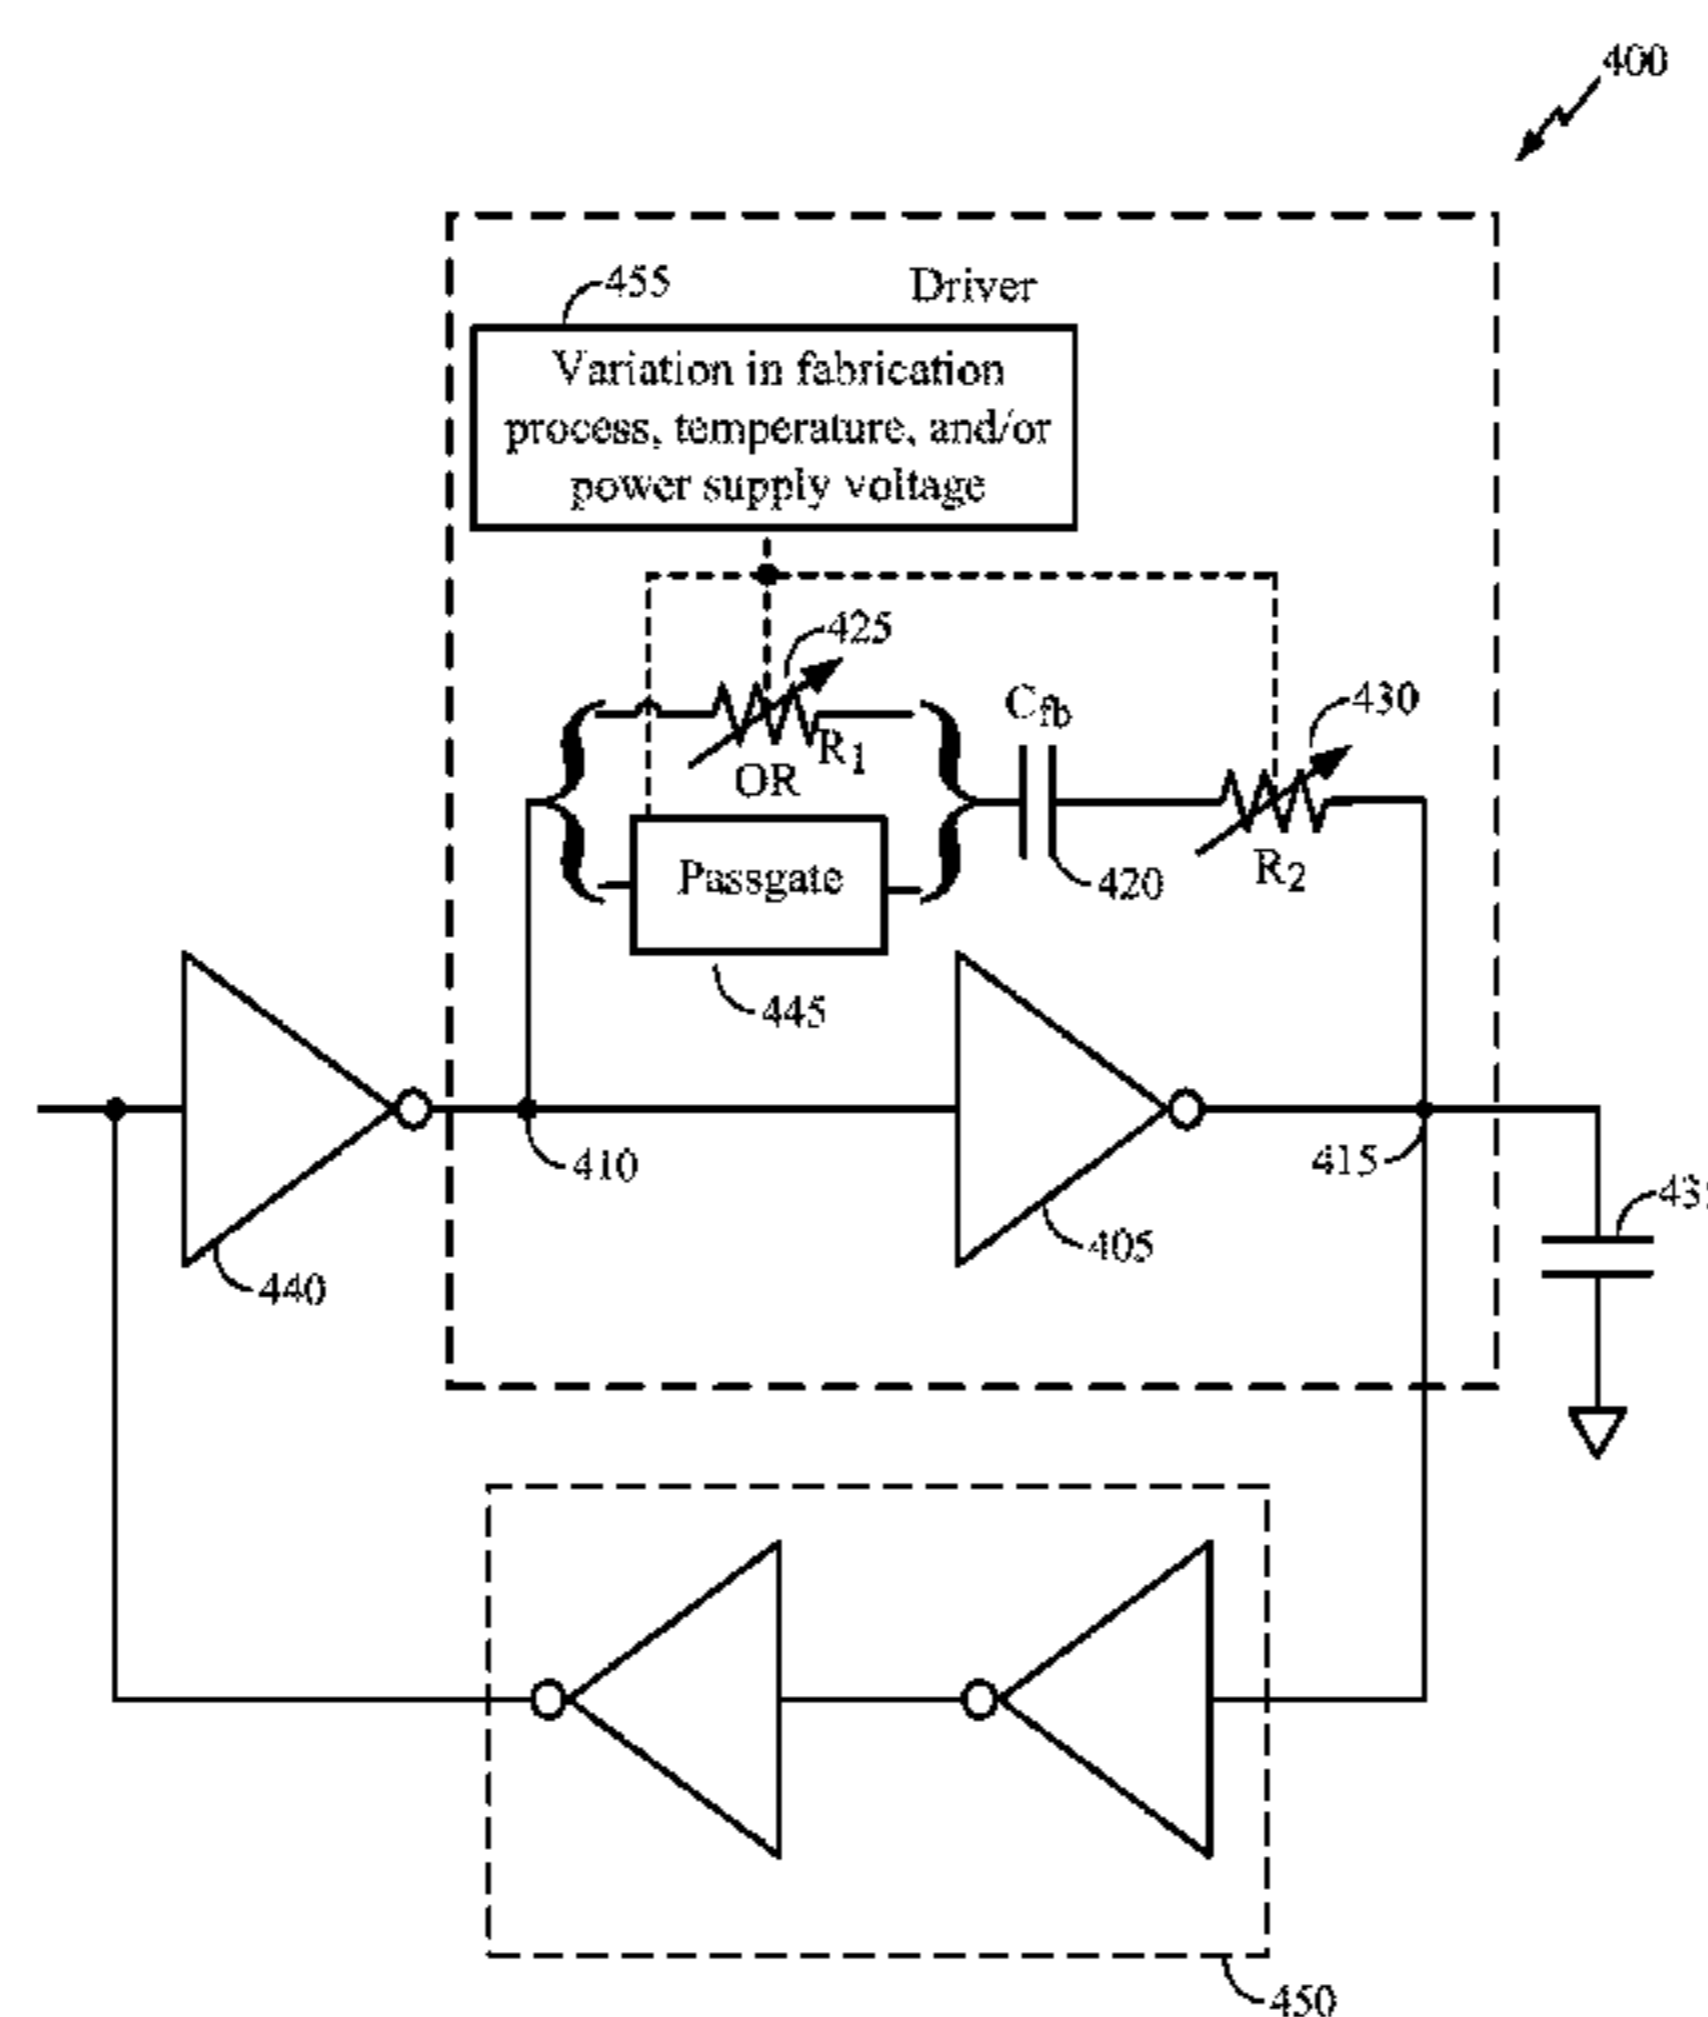 400
455
Driver
Variation in fabrication
process, temperature, and/or
power supply voltage
425
R1
OR
Cfb
430
Passgate
420
R2
445
410
415
405
440
450